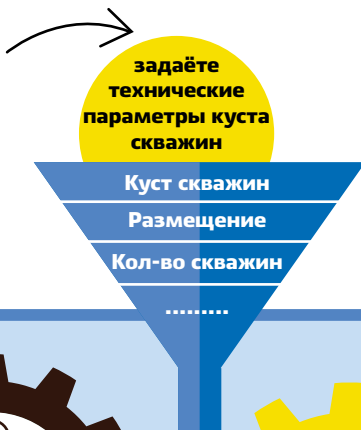 задаёте
технические
параметры куста
скважин
Куст скважин
Размещение
Кол-во скважин
.........